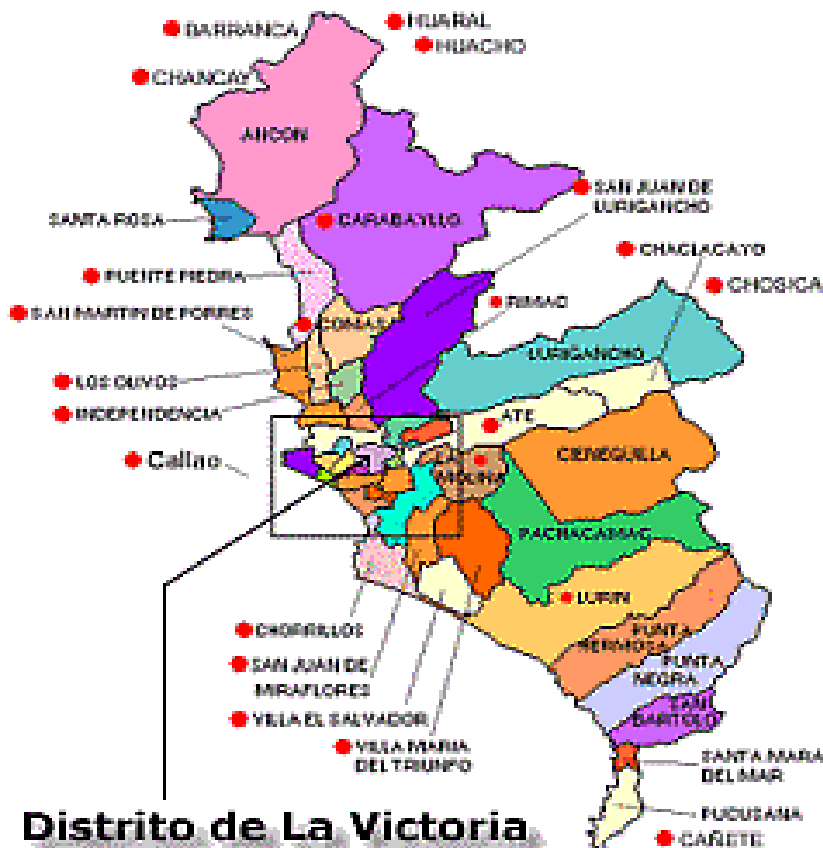 BARRANCA
HUARAL
HUACHO
CHANCAY
ANCON
SAN JUAN DE
LURIGANCHO
SANTA ROSA
CARABAYLLO
CHACLACAYO
PUENTE PIEDRA
CHOSICA
SAN MARTIN DE PORRES
RIMAC
COMAS
LURIGANCHO
LOS OLIVOS
INDEPENDENCIA
ATE
Callao
CIENEGUILLA
LA
MOLINA
PACHACAMAC
LURIN
CHORRILLOS
PUNTA
HERMOSA
PUNTA
NEGRA
SAN JUAN DE
MIRAFLORES
SAN
BARTOLO
VILLA EL SALVADOR
VILLA MARIA
DEL TRIUNFO
SANTA MARIA
DEL MAR
PUCUSANA
Distrito de La Victoria
CAÑETE